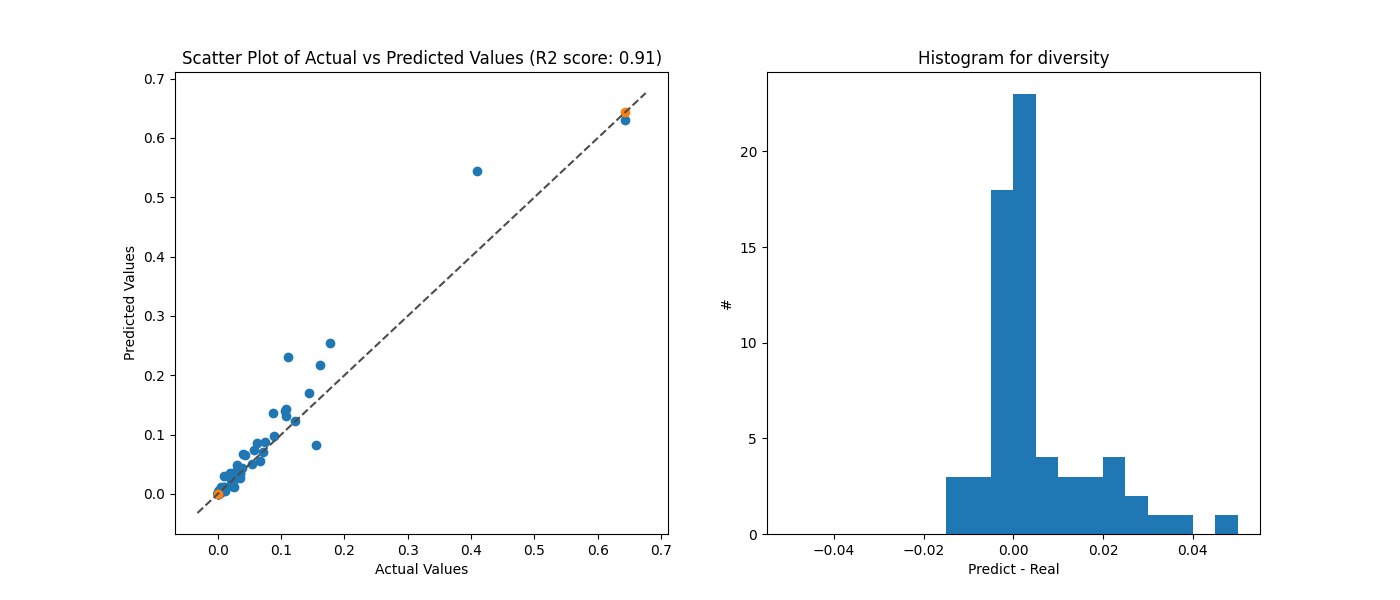 Scatter Plot of Actual vs Predicted Values (R2 score: 0.91)
0.7
0.6
0.5
0.4
0.3
0.2
0.1
0.0
Predicted Values
0.0 0.1 0.2 0.3 0.4 0.5 0.6 0.7
Actual Values
Histogram for diversity
20
15
10
5
0
#
−0.04 −0.02 0.00 0.02 0.04
Predict - Real